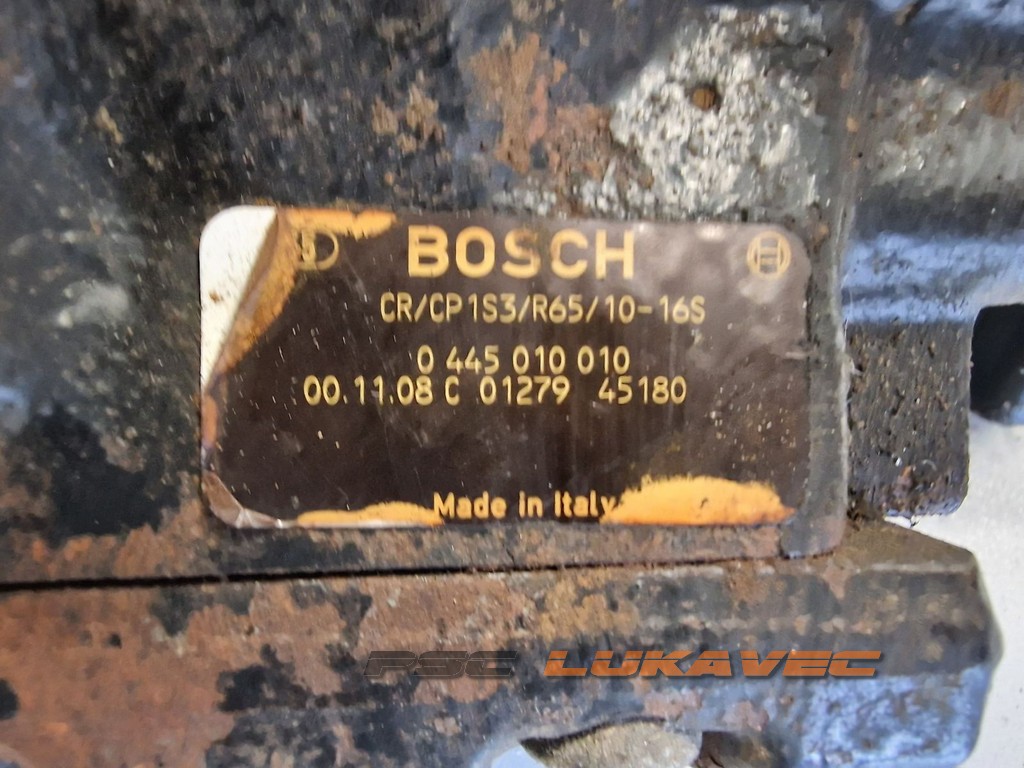 BOSCH
CR/CP1S3/R65/10-16S
0 445 010 010
00.11.08 C 01279 45180
Made in Italy
PSC LUKAVEC